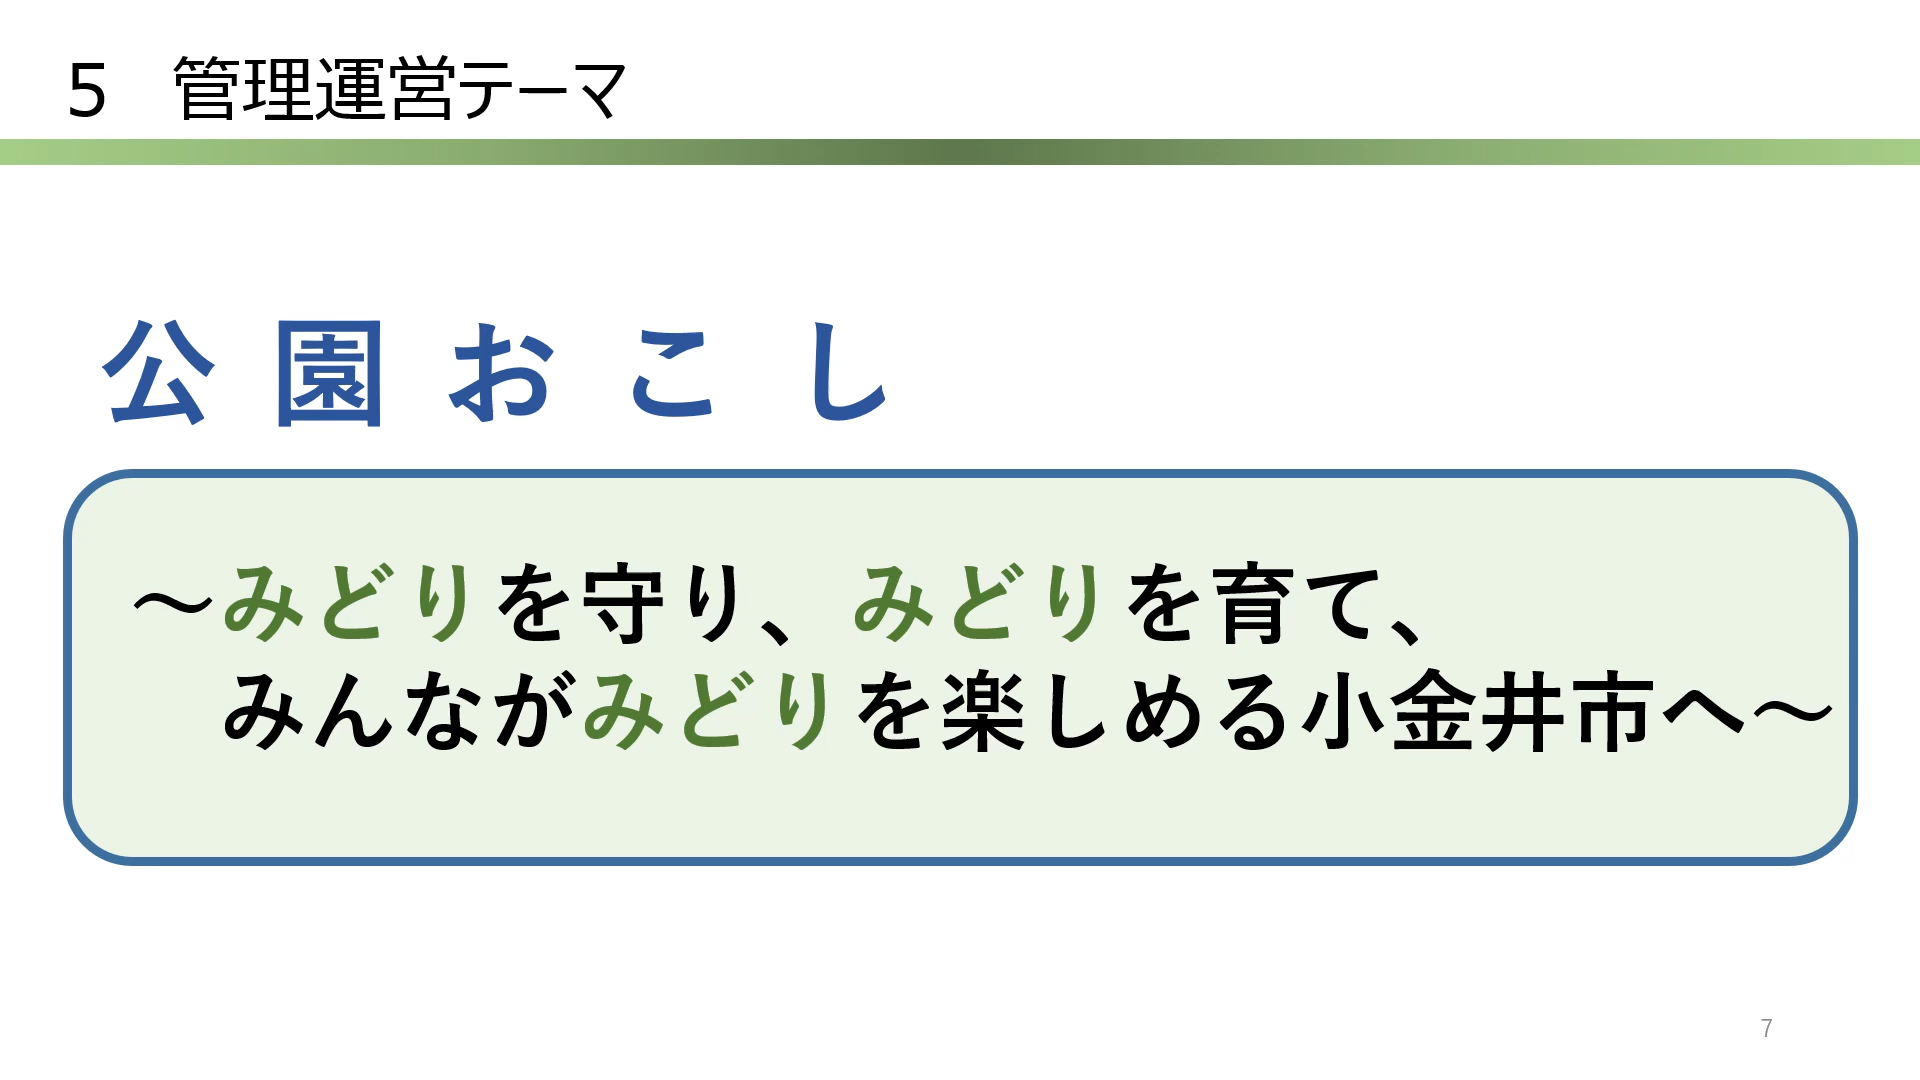 5　管理運営テーマ
公園おこし
～みどりを守り、みどりを育て、
みんながみどりを楽しめる小金井市へ～
7